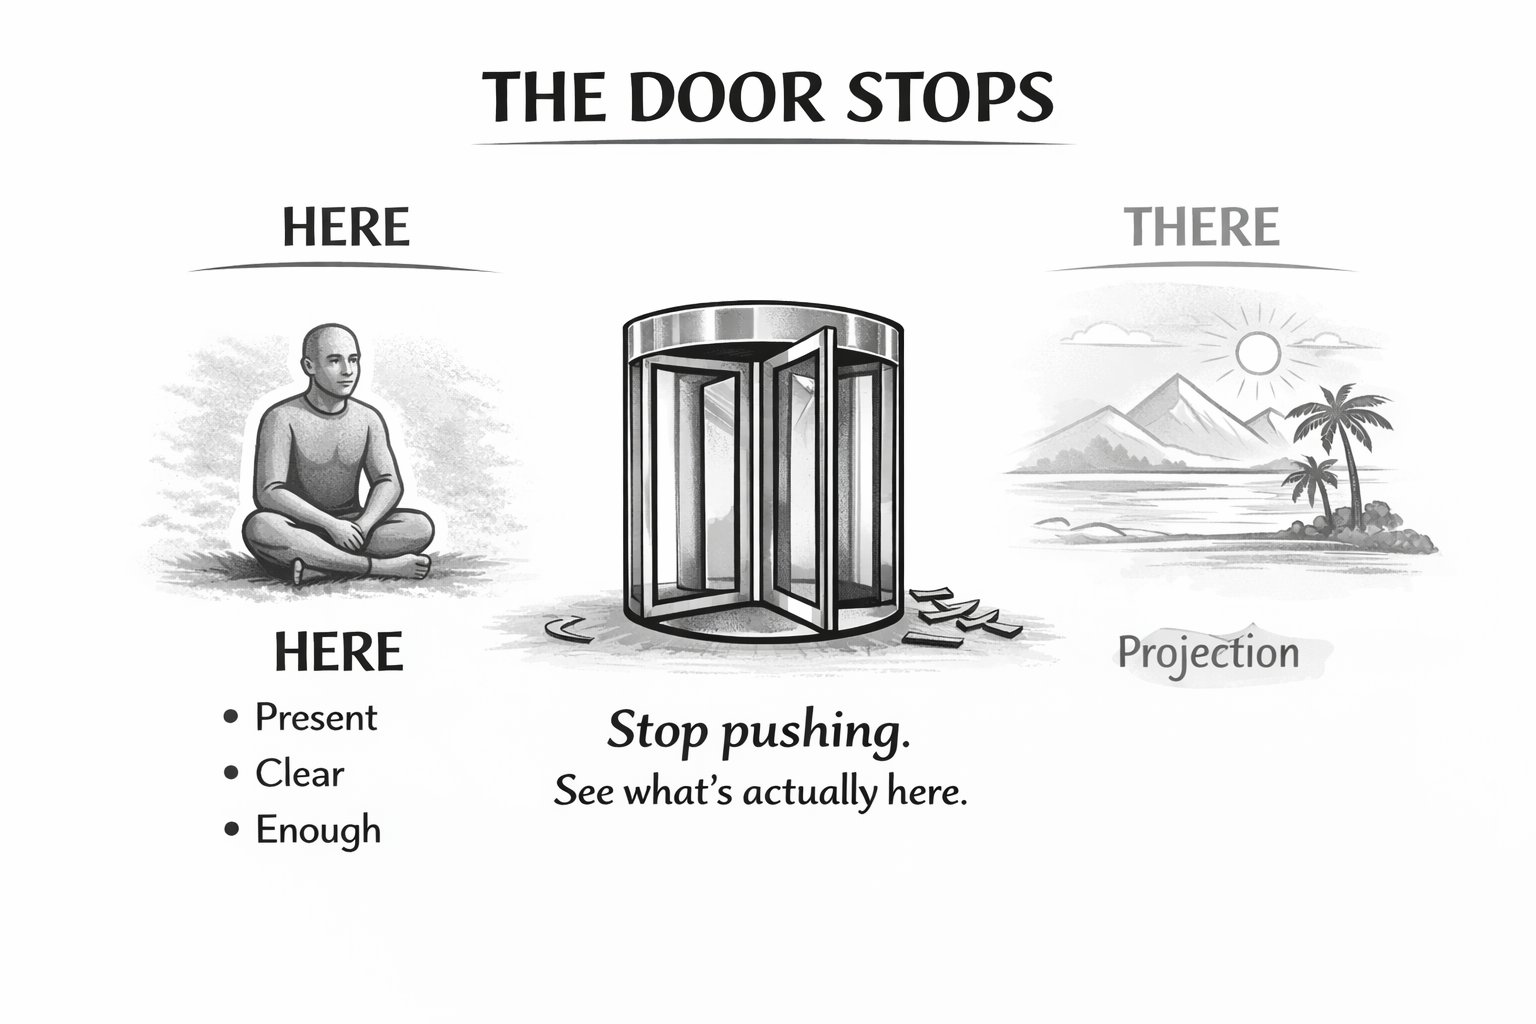 THE DOOR STOPS
HERE
THERE
HERE
• Present
• Clear
• Enough
Stop pushing.
See what's actually here.
Projection